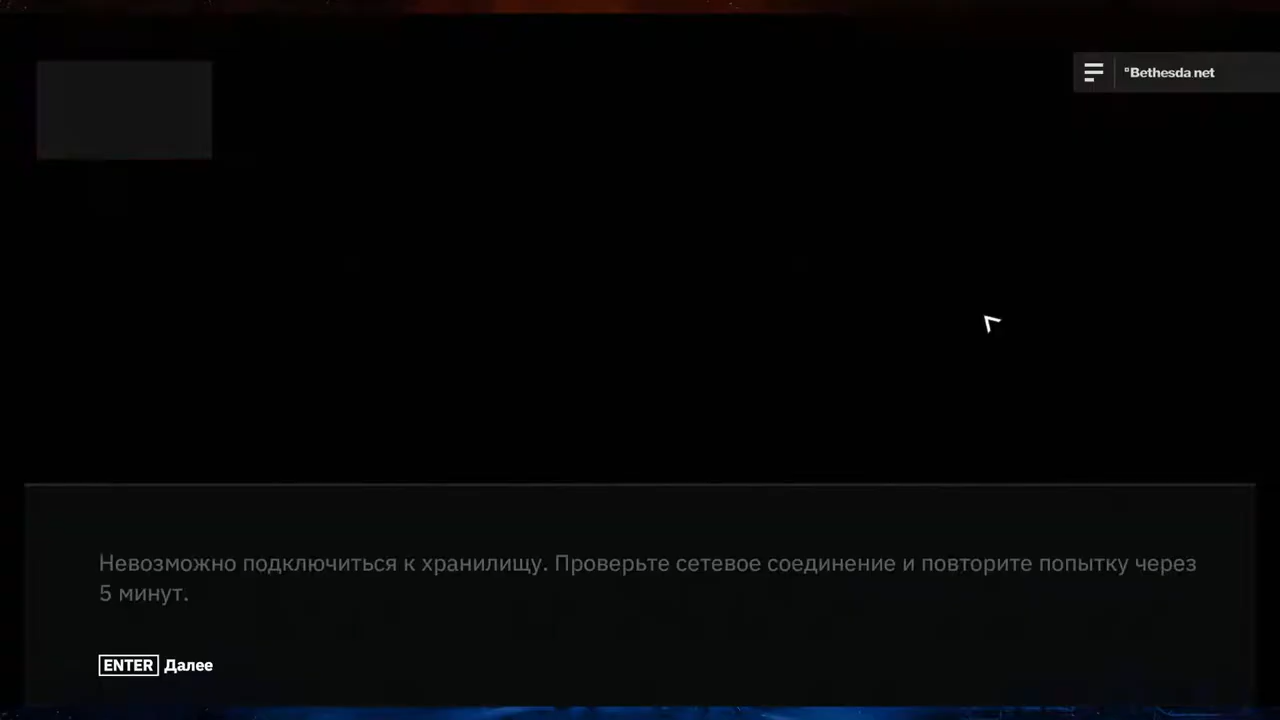 Bethesda.net
Невозможно подключиться к хранилищу. Проверьте сетевое соединение и повторите попытку через
5 минут.
ENTER Далее